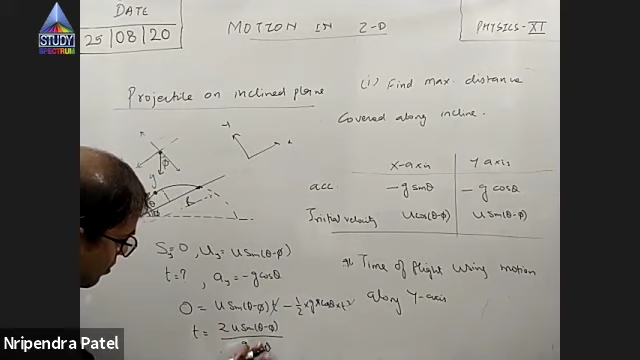 STUDY
SPECTRUM
DATE
25 | 08 | 20
MOTION IN 2-D
PHYSICS-XI
Projectile on inclined plane
(i) Find max. distance
Covered along incline.
y
x
g
X-axis Y axis
acc. -g sinθ -g cosθ
Initial velocity u cos(θ-φ) u sin(θ-φ)
Sy=0, uy = u sin(θ-φ)
t=?, ay = -g cosθ
0 = u sin(θ-φ)t - 1/2 × g cosθ × t²
t = 2u sin(θ-φ)
Time of flight using motion
along Y-axis
Nripendra Patel